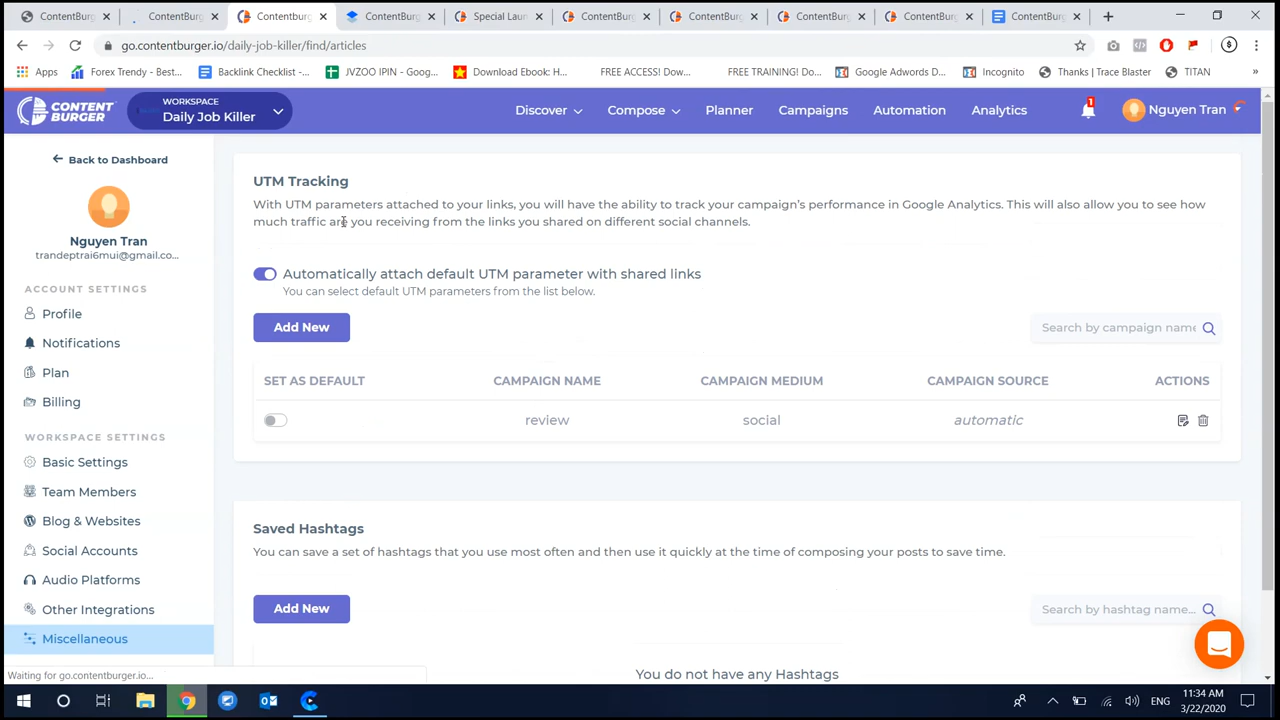 ContentBurg
ContentBurg
ContentBurg
ContentBurg
Special Laun
ContentBurg
ContentBurg
ContentBurg
ContentBurg
ContentBurg
go.contentburger.io/daily-job-killer/find/articles
Apps
Forex Trendy - Best...
Backlink Checklist -...
JVZOO IPIN - Goog...
Download Ebook: H...
FREE ACCESS! Dow...
FREE TRAINING! Do...
Google Adwords D...
Incognito
Thanks | Trace Blaster
TITAN
CONTENT BURGER
WORKSPACE
Daily Job Killer
Discover
Compose
Planner
Campaigns
Automation
Analytics
1
Nguyen Tran
Back to Dashboard
Nguyen Tran
trandeptrai6mui@gmail.co...
ACCOUNT SETTINGS
Profile
Notifications
Plan
Billing
WORKSPACE SETTINGS
Basic Settings
Team Members
Blog & Websites
Social Accounts
Audio Platforms
Other Integrations
Miscellaneous
UTM Tracking
With UTM parameters attached to your links, you will have the ability to track your campaign's performance in Google Analytics. This will also allow you to see how
much traffic are you receiving from the links you shared on different social channels.
Automatically attach default UTM parameter with shared links
You can select default UTM parameters from the list below.
Add New
Search by campaign name
SET AS DEFAULT CAMPAIGN NAME CAMPAIGN MEDIUM CAMPAIGN SOURCE ACTIONS
review social automatic
Saved Hashtags
You can save a set of hashtags that you use most often and then use it quickly at the time of composing your posts to save time.
Add New
Search by hashtag name...
You do not have any Hashtags
Waiting for go.contentburger.io...
ENG
11:34 AM
3/22/2020